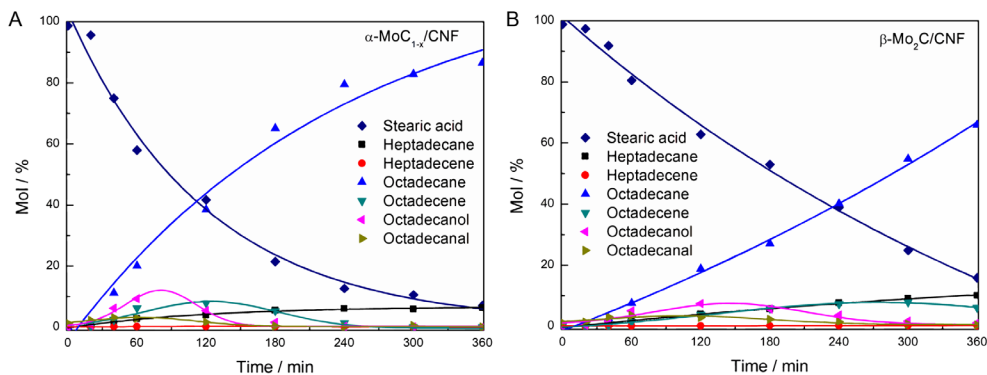 A
α-MoC1-x/CNF
Mol / %
100
80
60
40
20
0
Stearic acid
Heptadecane
Heptadecene
Octadecane
Octadecene
Octadecanol
Octadecanal
0 60 120 180 240 300 360
Time / min
B
β-Mo2C/CNF
Mol / %
100
80
60
40
20
0
Stearic acid
Heptadecane
Heptadecene
Octadecane
Octadecene
Octadecanol
Octadecanal
0 60 120 180 240 300 360
Time / min